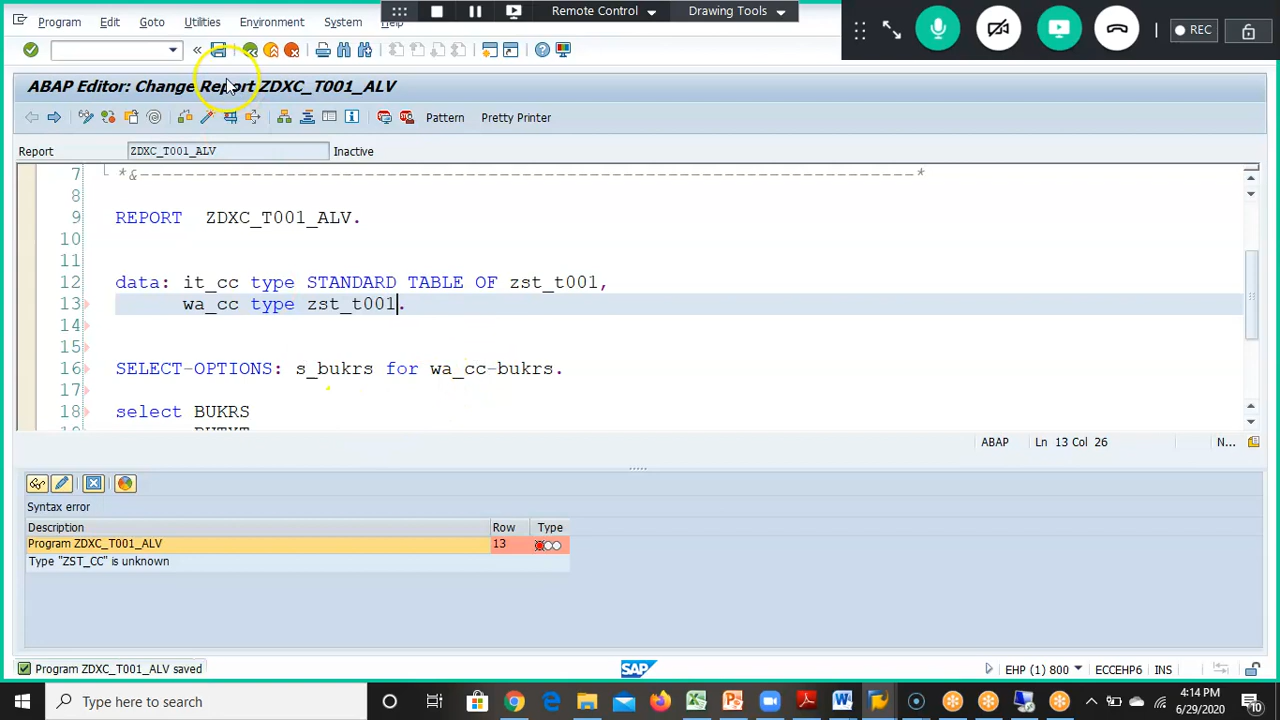 Program Edit Goto Utilities Environment System Help
Remote Control
Drawing Tools
REC
ABAP Editor: Change Report ZDXC_T001_ALV
Pattern Pretty Printer
Report ZDXC_T001_ALV Inactive
7 *&---------------------------------------------------------------------*
8
9 REPORT ZDXC_T001_ALV.
10
11
12 data: it_cc type STANDARD TABLE OF zst_t001,
13 wa_cc type zst_t001.
14
15
16 SELECT-OPTIONS: s_bukrs for wa_cc-bukrs.
17
18 select BUKRS
ABAP Ln 13 Col 26 N...
Syntax error
Description Row Type
Program ZDXC_T001_ALV 13
Type "ZST_CC" is unknown
Program ZDXC_T001_ALV saved
SAP
EHP (1) 800 ECCEHP6 INS
Type here to search
4:14 PM
6/29/2020